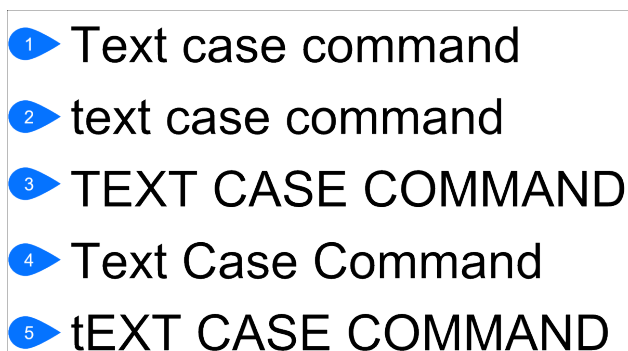 1 Text case command
2 text case command
3 TEXT CASE COMMAND
4 Text Case Command
5 tEXT CASE COMMAND